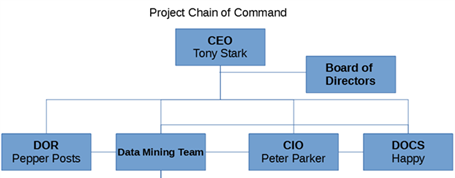 Project Chain of Command
CEO
Tony Stark
Board of
Directors
DOR
Pepper Posts
Data Mining Team
CIO
Peter Parker
DOCS
Happy